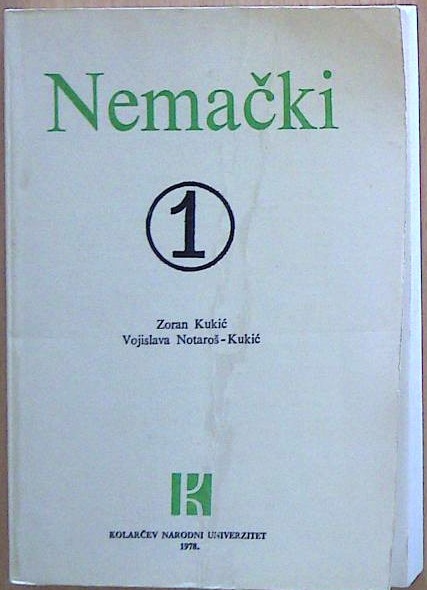 Nemački
1
Zoran Kukić
Vojislava Notaroš-Kukić
K
KOLARČEV NARODNI UNIVERZITET
1978.